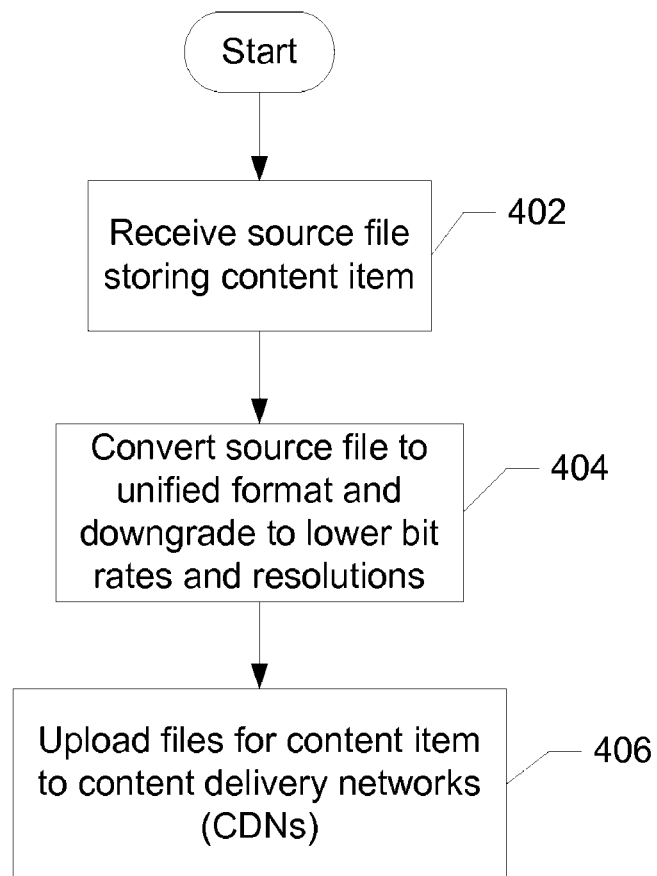 Start
Receive source file
storing content item
402
Convert source file to
unified format and
downgrade to lower bit
rates and resolutions
404
Upload files for content item
to content delivery networks
(CDNs)
406